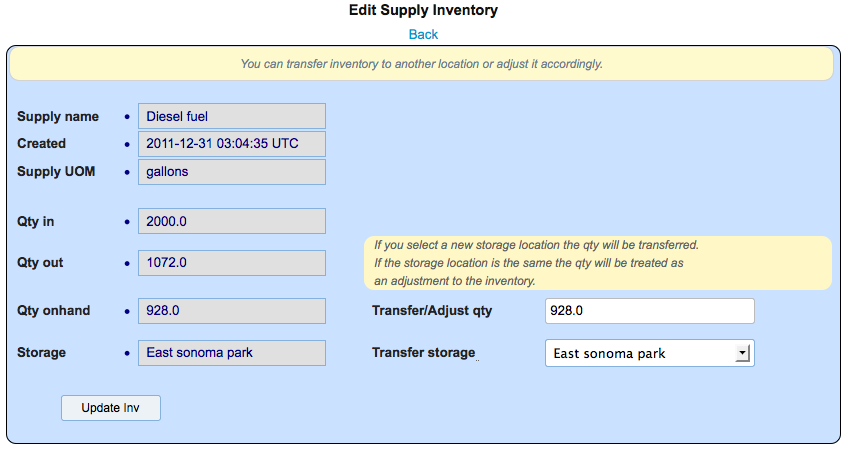 Edit Supply Inventory
Back
You can transfer inventory to another location or adjust it accordingly.
Supply name • Diesel fuel
Created • 2011-12-31 03:04:35 UTC
Supply UOM • gallons
Qty in • 2000.0
If you select a new storage location the qty will be transferred.
Qty out • 1072.0 If the storage location is the same the qty will be treated as
an adjustment to the inventory.
Qty onhand • 928.0 Transfer/Adjust qty 928.0
Storage • East sonoma park Transfer storage East sonoma park
Update Inv